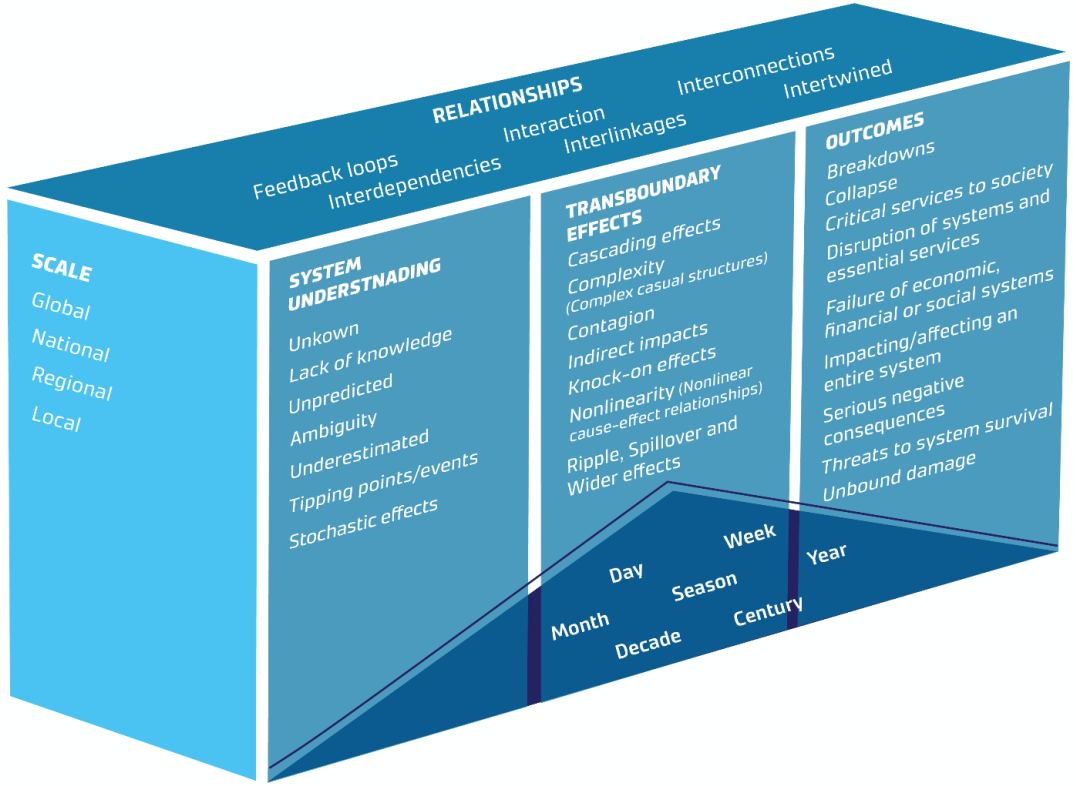 RELATIONSHIPS
Interconnections
Intertwined
Interaction
Interlinkages
Feedback loops
Interdependencies
SCALE
Global
National
Regional
Local
SYSTEM
UNDERSTNADING
Unkown
Lack of knowledge
Unpredicted
Ambiguity
Underestimated
Tipping points/events
Stochastic effects
TRANSBOUNDARY
EFFECTS
Cascading effects
Complexity
(Complex casual structures)
Contagion
Indirect impacts
Knock-on effects
Nonlinearity (Nonlinear
cause-effect relationships)
Ripple, Spillover and
Wider effects
OUTCOMES
Breakdowns
Collapse
Critical services to society
Disruption of systems and
essential services
Failure of economic,
financial or social systems
Impacting/affecting an
entire system
Serious negative
consequences
Threats to system survival
Unbound damage
Week
Day
Year
Season
Month
Century
Decade